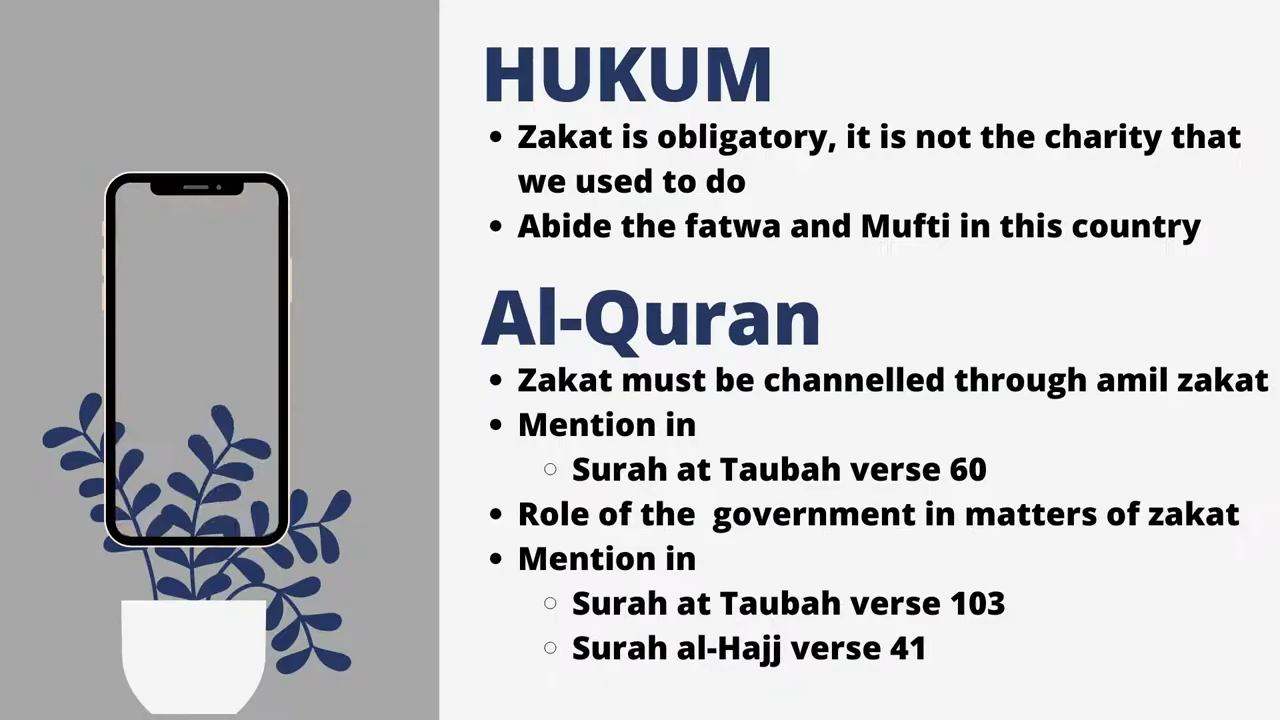 HUKUM
• Zakat is obligatory, it is not the charity that
we used to do
• Abide the fatwa and Mufti in this country
Al-Quran
• Zakat must be channelled through amil zakat
• Mention in
○ Surah at Taubah verse 60
• Role of the  government in matters of zakat
• Mention in
○ Surah at Taubah verse 103
○ Surah al-Hajj verse 41